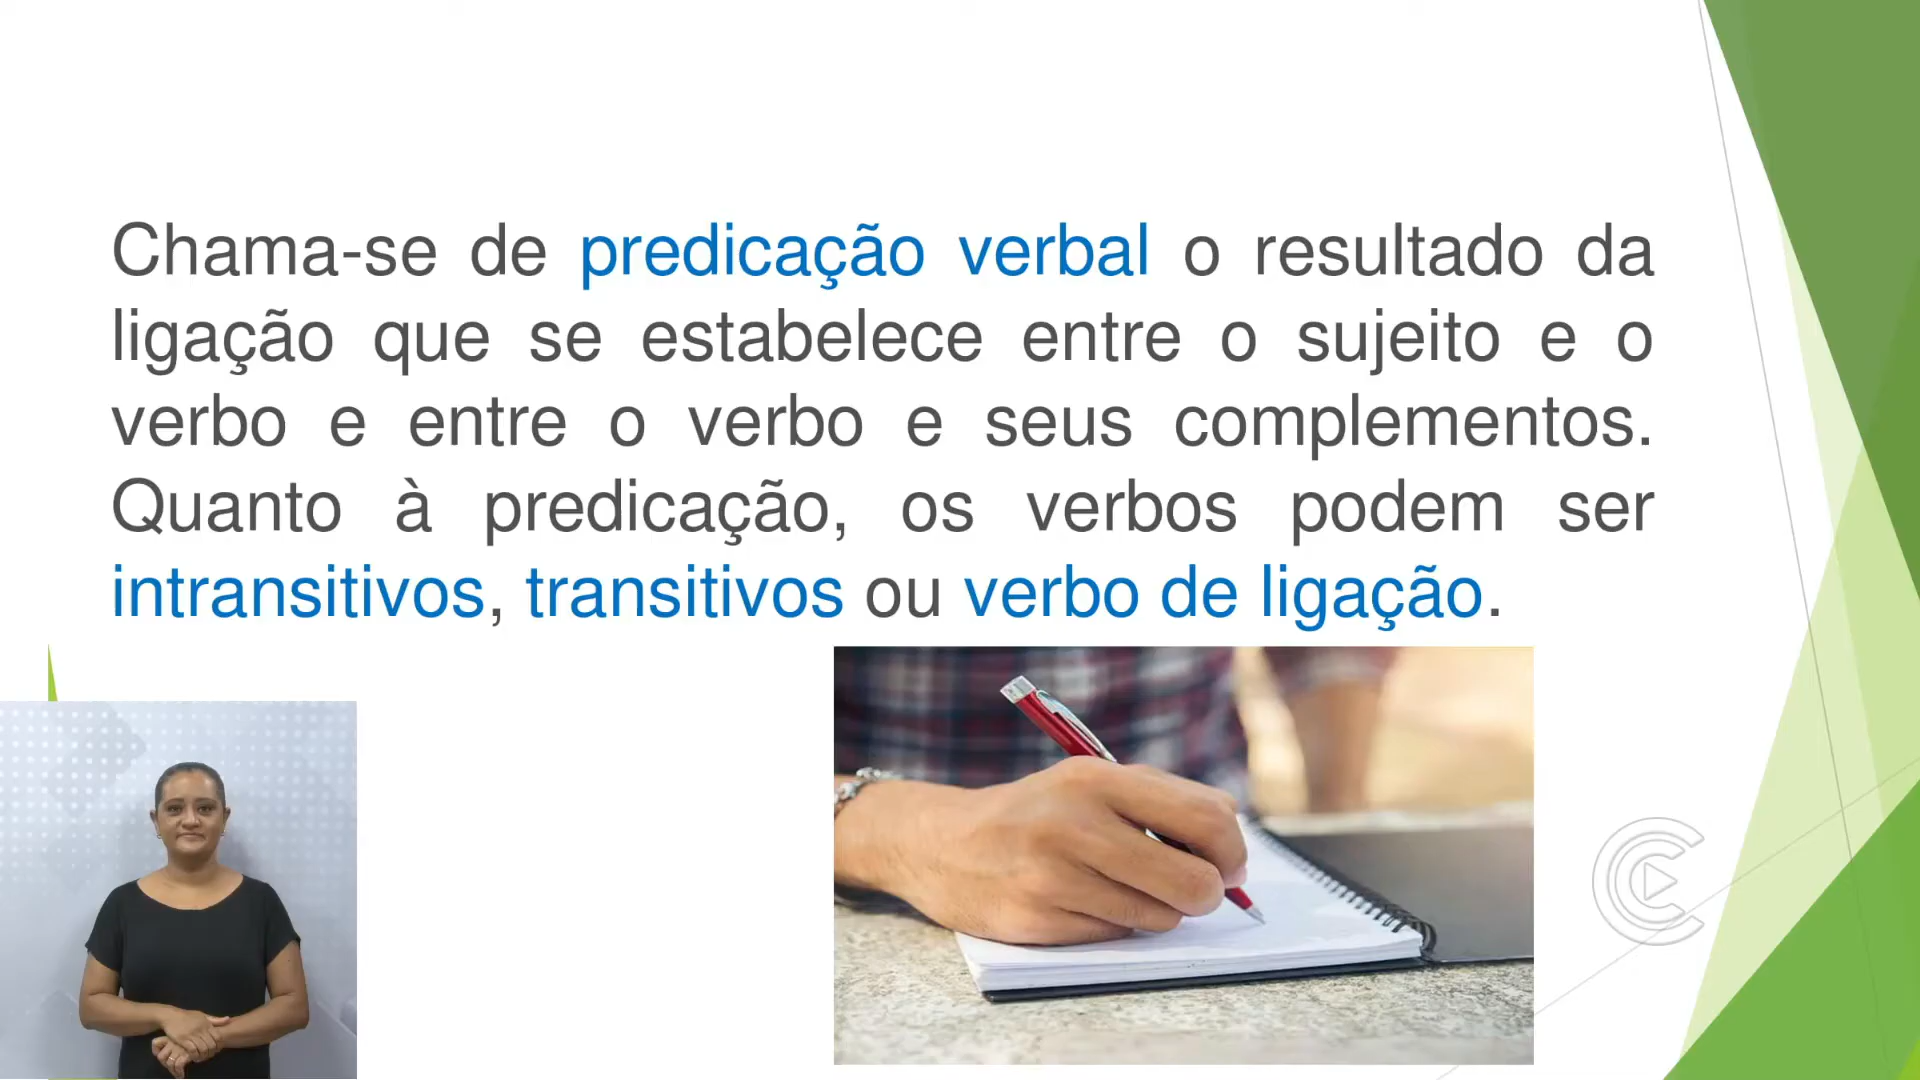 Chama-se de predicação verbal o resultado da
ligação que se estabelece entre o sujeito e o
verbo e entre o verbo e seus complementos.
Quanto à predicação, os verbos podem ser
intransitivos, transitivos ou verbo de ligação.